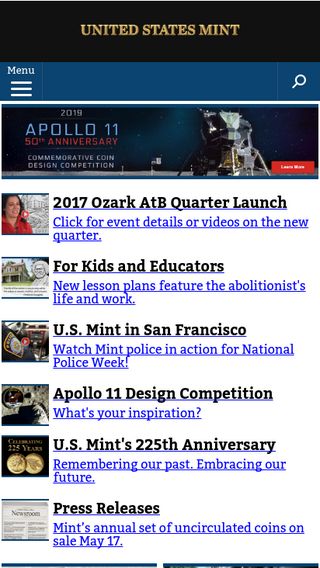 UNITED STATES MINT
Menu
2019
APOLLO 11
50TH ANNIVERSARY
COMMEMORATIVE COIN
DESIGN COMPETITION
Learn More
2017 Ozark AtB Quarter Launch
Click for event details or videos on the new
quarter.
For Kids and Educators
New lesson plans feature the abolitionist's
life and work.
U.S. Mint in San Francisco
Watch Mint police in action for National
Police Week!
Apollo 11 Design Competition
What's your inspiration?
CELEBRATING
225 YEARS
U.S. Mint's 225th Anniversary
Remembering our past. Embracing our
future.
Newsroom
Press Releases
Mint's annual set of uncirculated coins on
sale May 17.